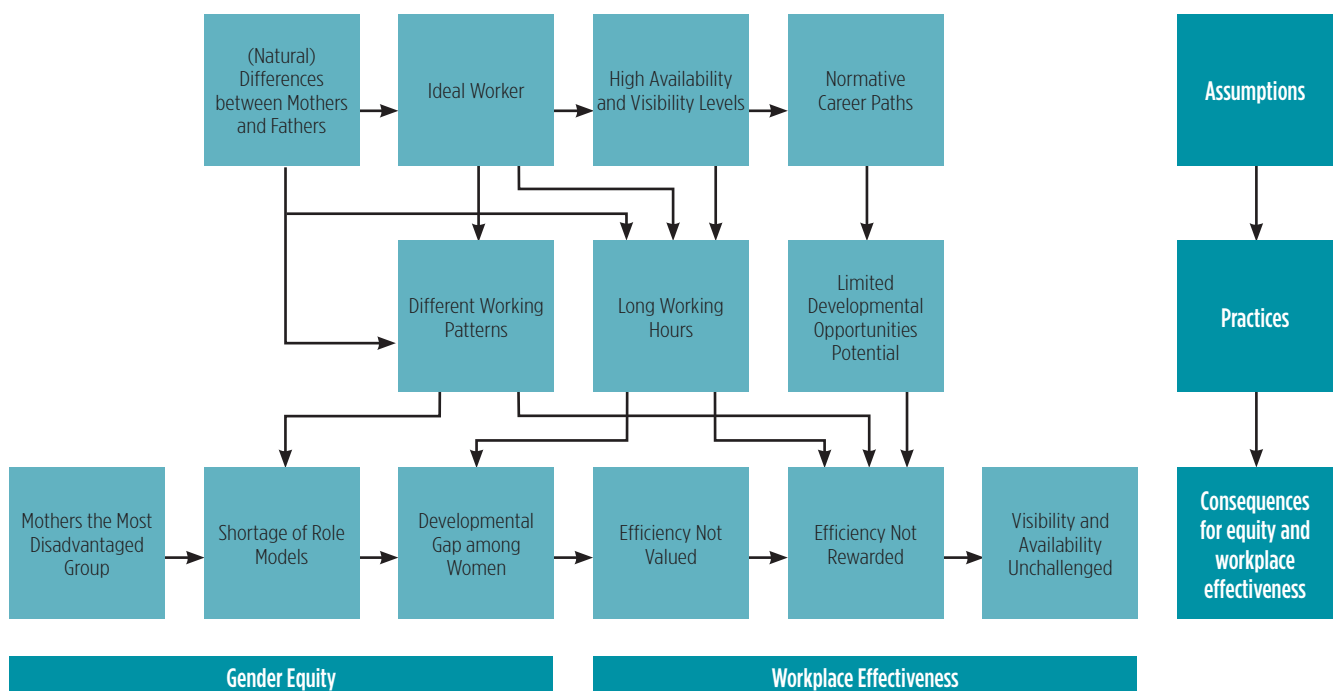 (Natural)
Differences
between Mothers
and Fathers
Ideal Worker
High Availability
and Visibility Levels
Normative
Career Paths
Assumptions
Different Working
Patterns
Long Working
Hours
Limited
Developmental
Opportunities
Potential
Practices
Mothers the Most
Disadvantaged
Group
Shortage of Role
Models
Developmental
Gap among
Women
Efficiency Not
Valued
Efficiency Not
Rewarded
Visibility and
Availability
Unchallenged
Consequences
for equity and
workplace
effectiveness
Gender Equity
Workplace Effectiveness